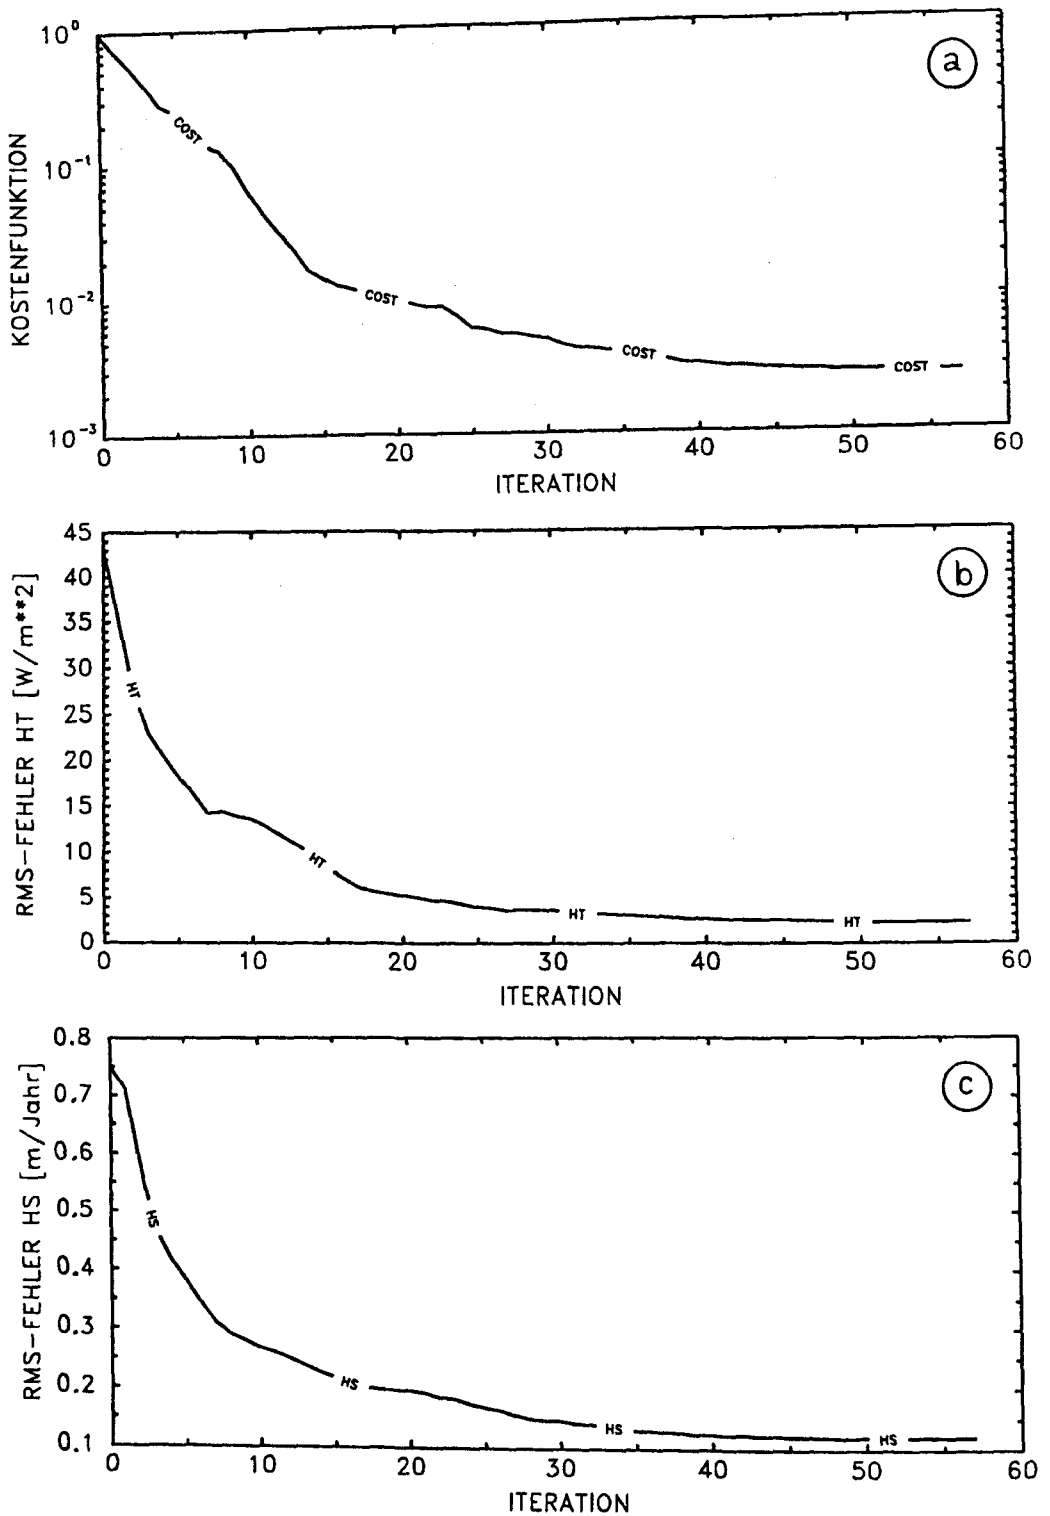 10⁰
a
COST
10⁻¹
KOSTENFUNKTION
COST
10⁻²
COST
COST
10⁻³
0 10 20 30 40 50 60
ITERATION
45
b
40
35
RMS-FEHLER HT [W/m**2]
30
HT
25
20
15
10
HT
5
HT
HT
0
0 10 20 30 40 50 60
ITERATION
0.8
c
0.7
0.6
RMS-FEHLER HS [m/Jahr]
0.5
HS
0.4
0.3
0.2
HS
HS
HS
0.1
0 10 20 30 40 50 60
ITERATION